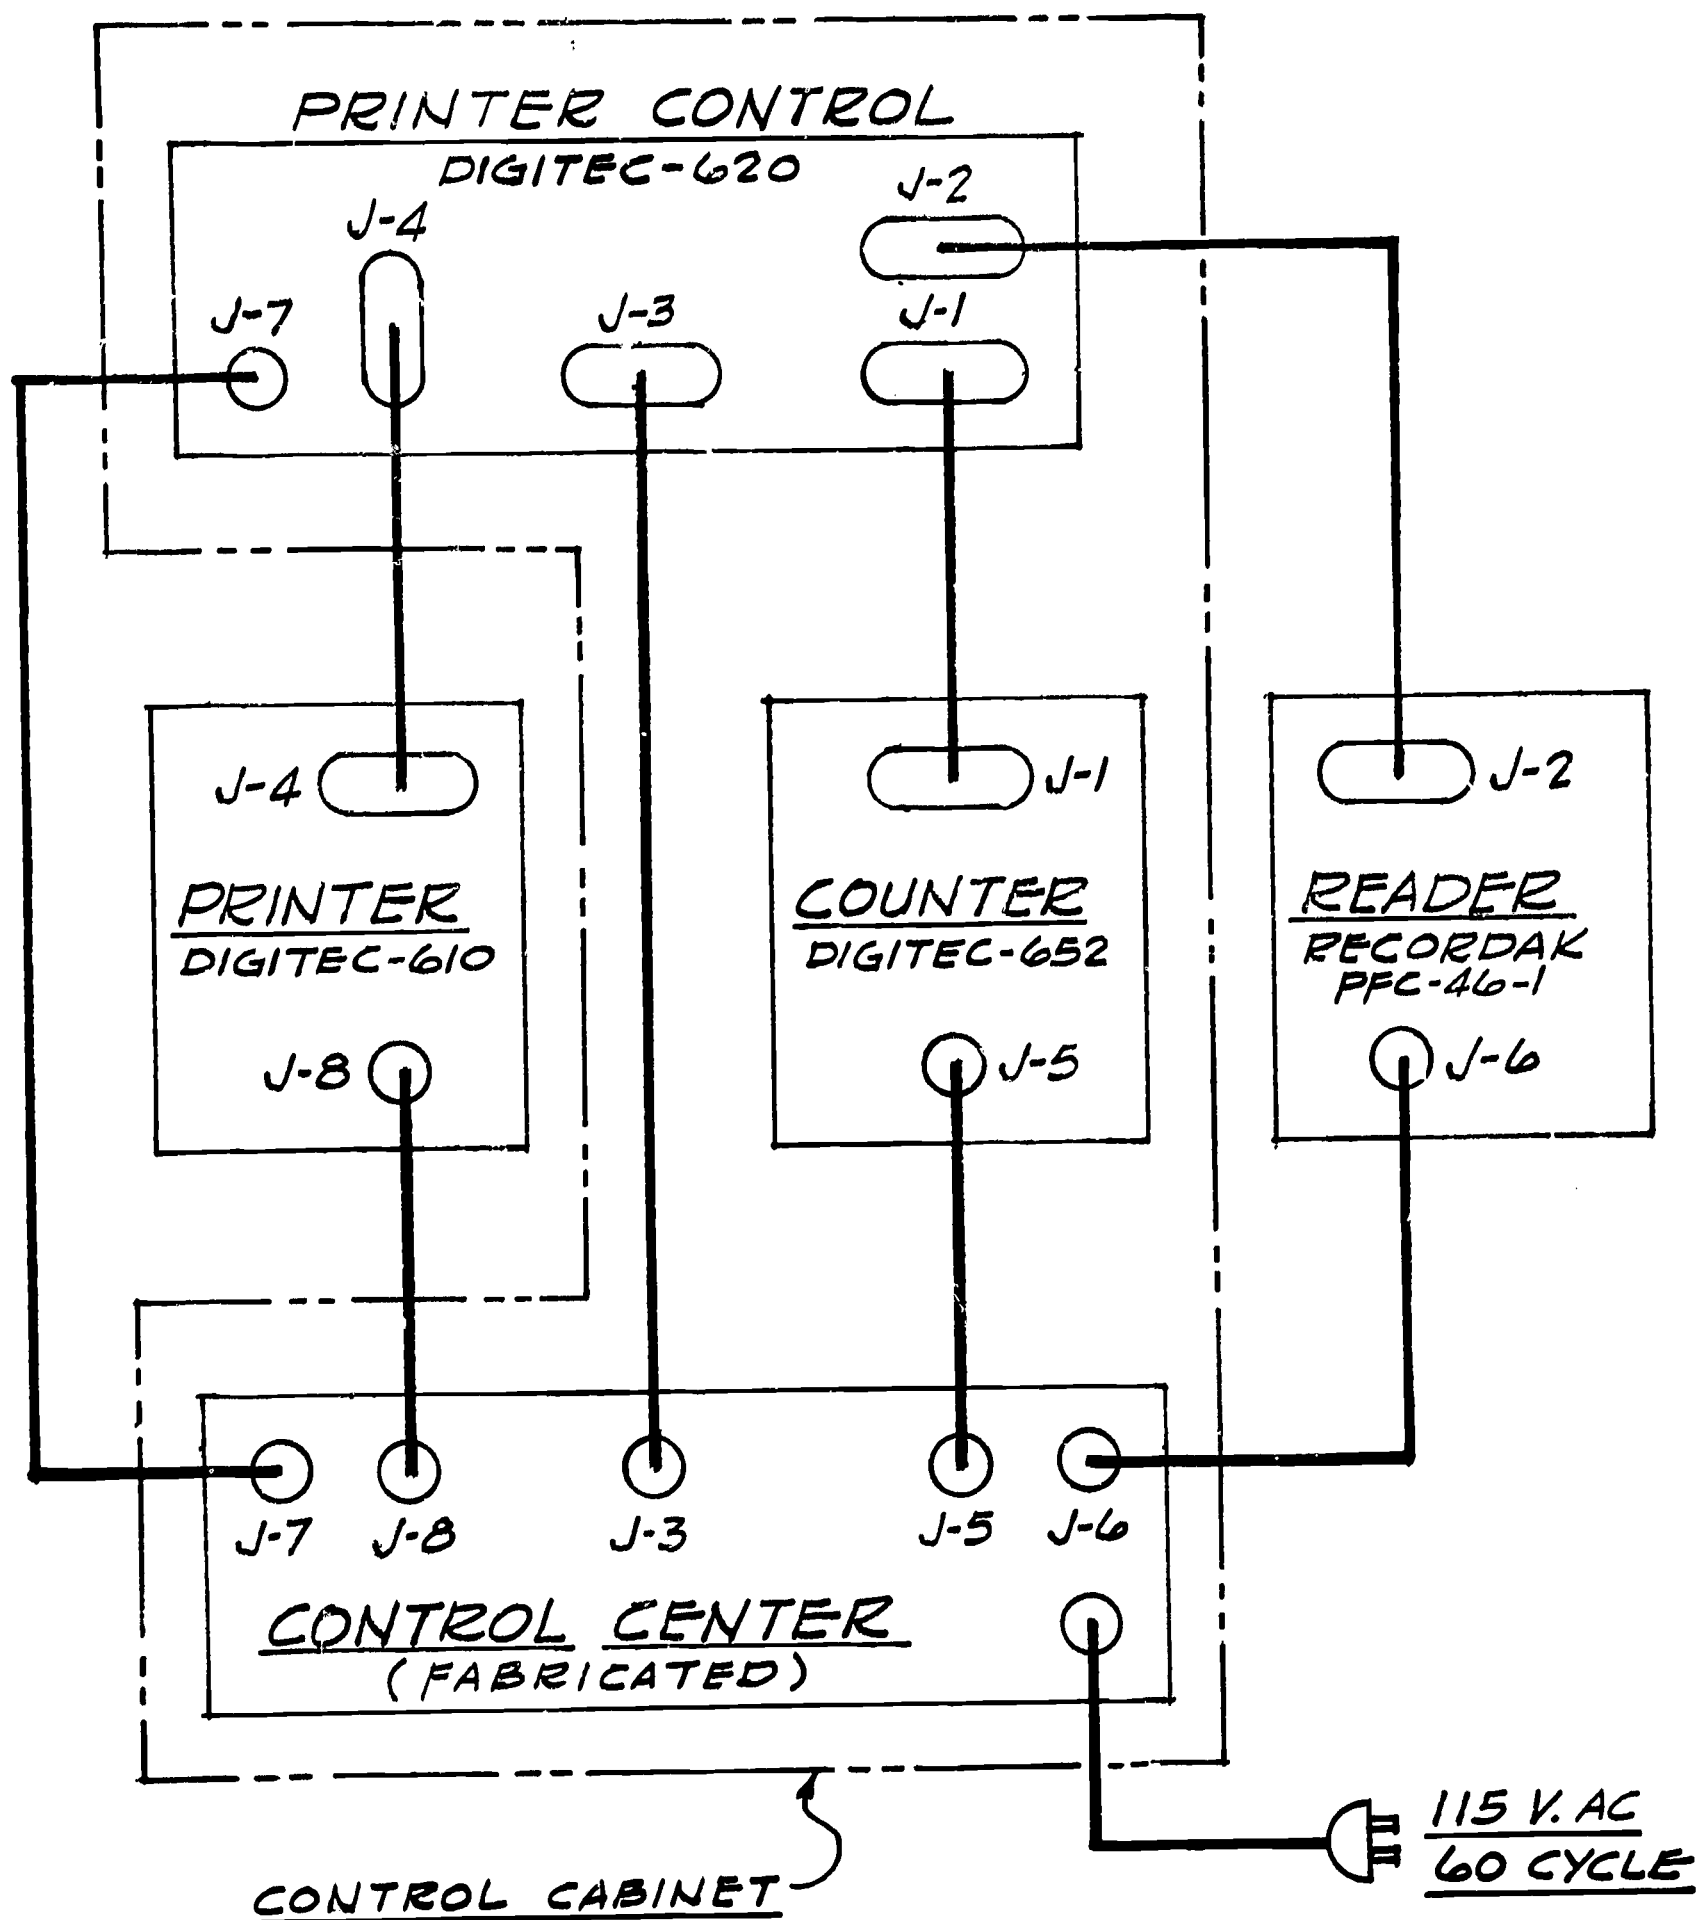 PRINTER CONTROL
DIGITEC-620
J-2
J-4
J-7
J-3
J-1
J-4
J-1
J-2
PRINTER
DIGITEC-610
COUNTER
DIGITEC-652
READER
RECORDAK
PFC-46-1
J-8
J-5
J-6
J-7
J-8
J-3
J-5
J-6
CONTROL CENTER
(FABRICATED)
115 V. AC
60 CYCLE
CONTROL CABINET